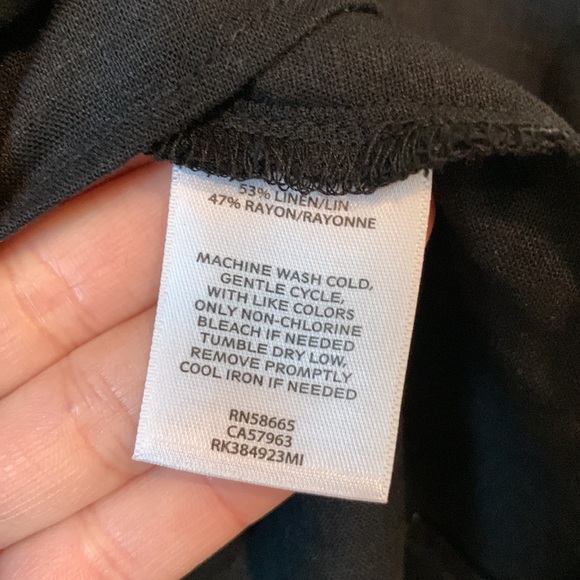 53% LINEN/LIN
47% RAYON/RAYONNE
MACHINE WASH COLD,
GENTLE CYCLE,
WITH LIKE COLORS
ONLY NON-CHLORINE
BLEACH IF NEEDED
TUMBLE DRY LOW,
REMOVE PROMPTLY
COOL IRON IF NEEDED
RN58665
CA57963
RK384923MI